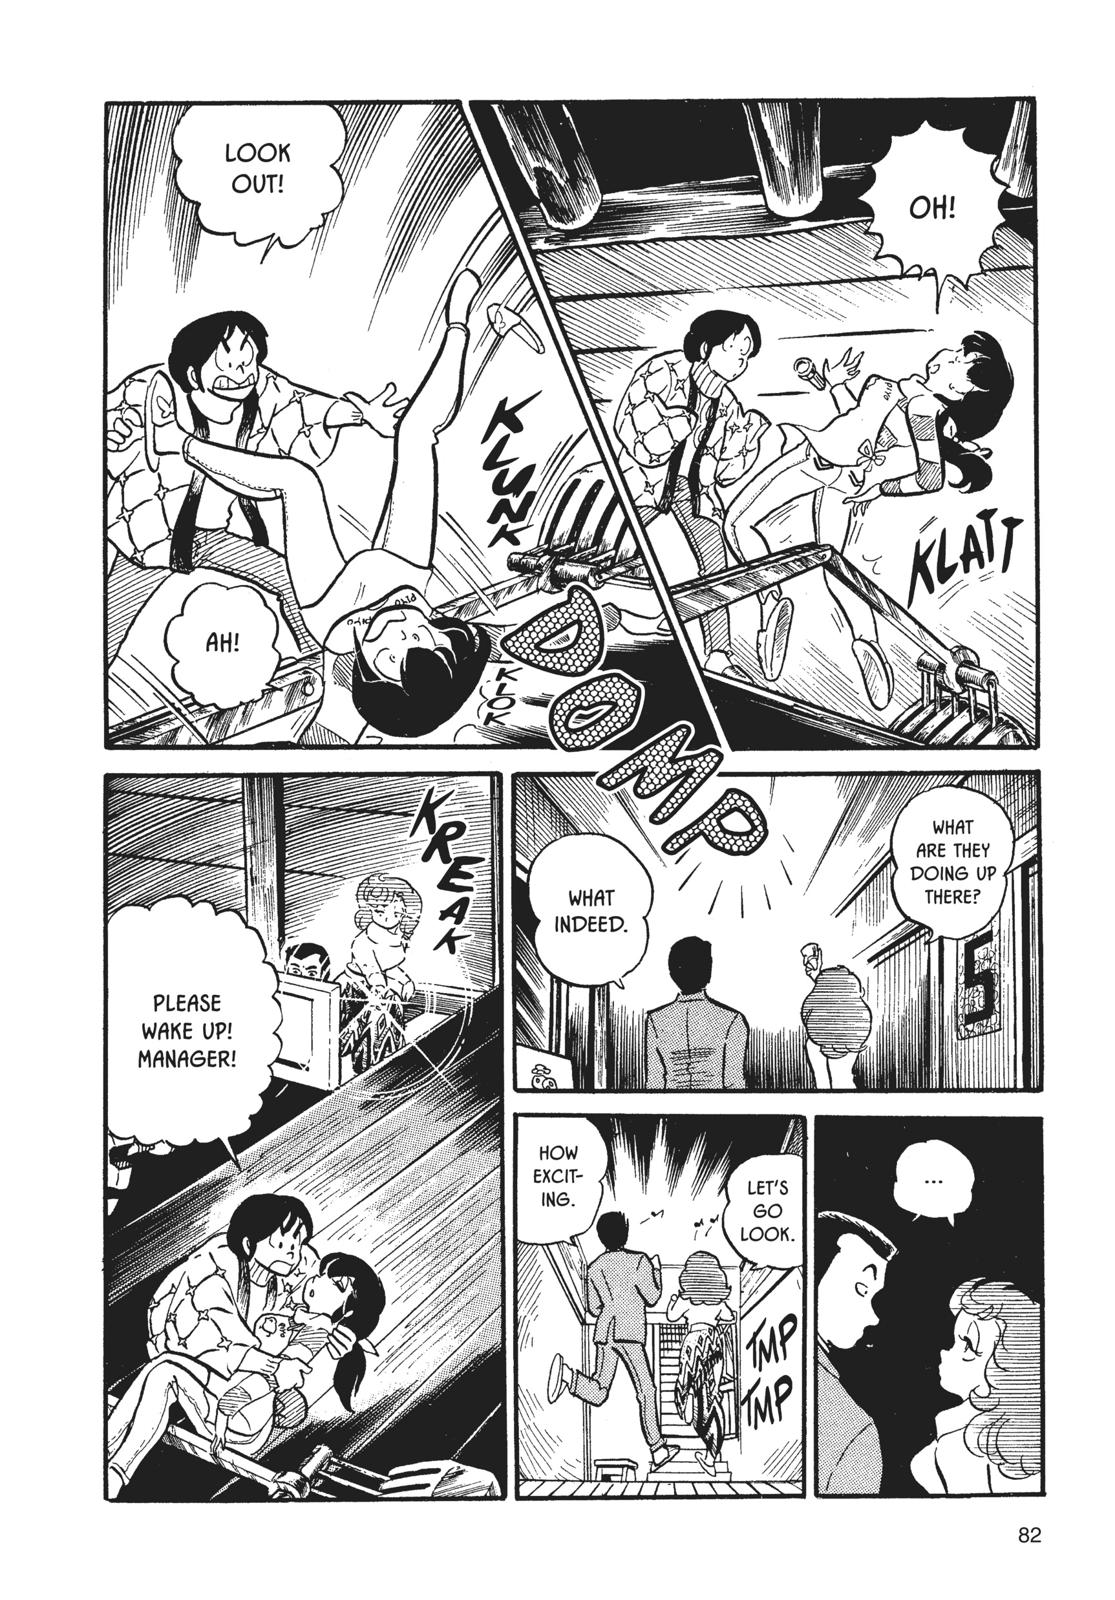 OH!
KLATT
LOOK
OUT!
KLUNK
AH!
KLOK
DOMP
WHAT
ARE THEY
DOING UP
THERE?
WHAT
INDEED.
5
...
LET'S
GO
LOOK.
HOW
EXCIT-
ING.
TMP
TMP
KREAK
PLEASE
WAKE UP!
MANAGER!
82